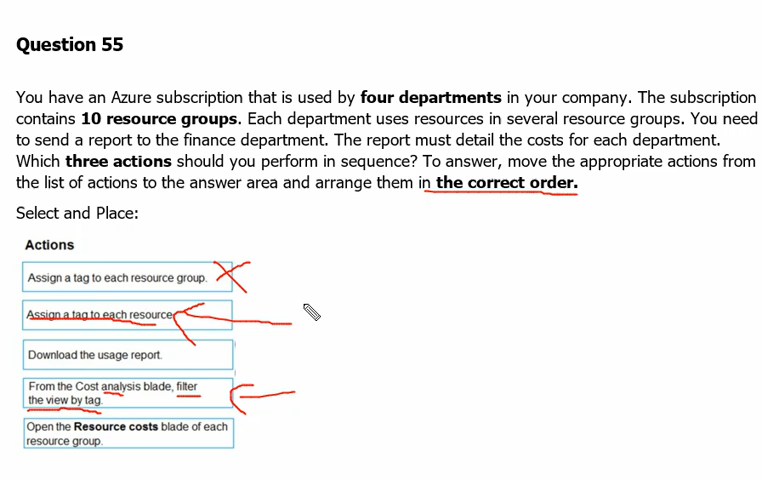 Question 55
You have an Azure subscription that is used by four departments in your company. The subscription
contains 10 resource groups. Each department uses resources in several resource groups. You need
to send a report to the finance department. The report must detail the costs for each department.
Which three actions should you perform in sequence? To answer, move the appropriate actions from
the list of actions to the answer area and arrange them in the correct order.
Select and Place:
Actions
Assign a tag to each resource group.
Assign a tag to each resource
Download the usage report.
From the Cost analysis blade, filter
the view by tag.
Open the Resource costs blade of each
resource group.